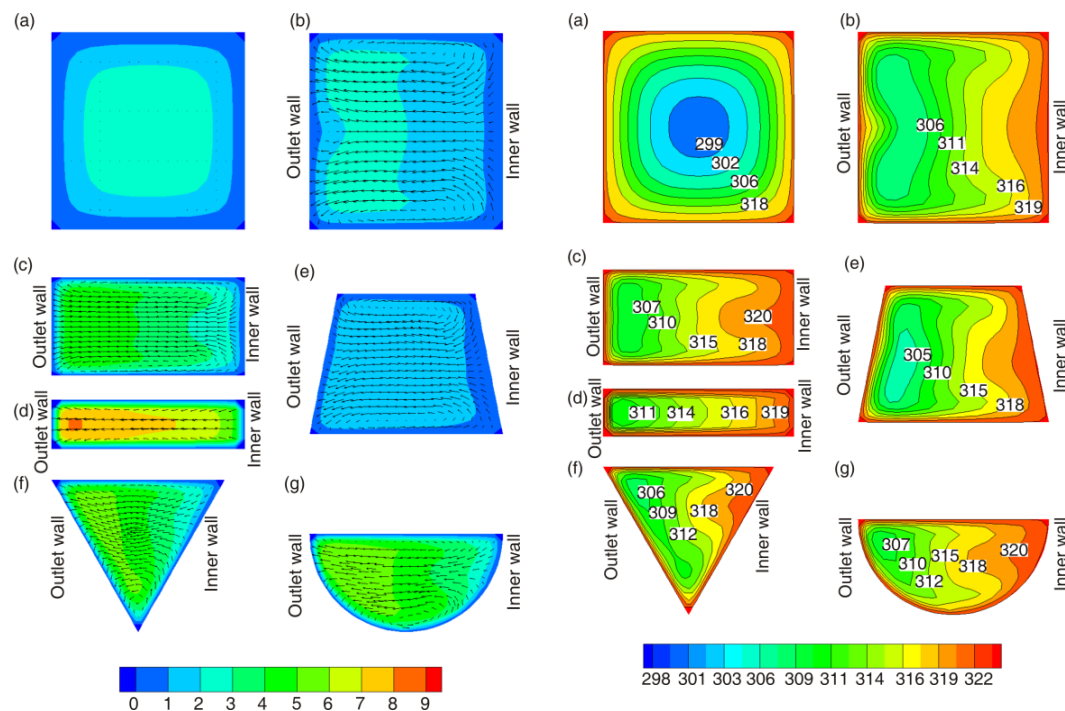 (a)
(b)
Outlet wall
Inner wall
(c)
Outlet wall
Inner wall
(d)
Outlet wall
Inner wall
(e)
Outlet wall
Inner wall
(f)
Outlet wall
Inner wall
(g)
Outlet wall
Inner wall
0 1 2 3 4 5 6 7 8 9
(a)
299
302
306
318
(b)
Outlet wall
306
311
314
316
319
Inner wall
(c)
Outlet wall
307
310
315
320
318
Inner wall
(d)
Outlet wall
311 314 316 319
Inner wall
(e)
Outlet wall
305
310
315
318
Inner wall
(f)
Outlet wall
306
309
312
318
320
Inner wall
(g)
Outlet wall
307
310
312
315
318
320
Inner wall
298 301 303 306 309 311 314 316 319 322